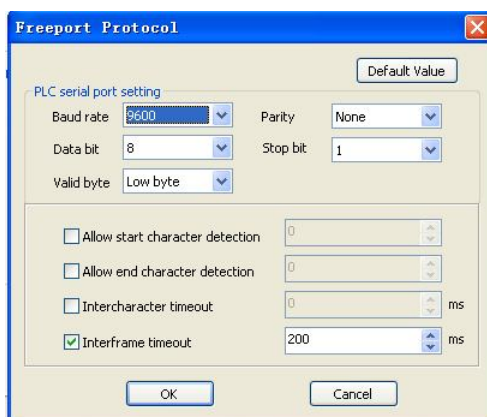 Freeport Protocol
Default Value
PLC serial port setting
Baud rate 9600 Parity None
Data bit 8 Stop bit 1
Valid byte Low byte
Allow start character detection 0
Allow end character detection 0
Intercharacter timeout 0 ms
Interframe timeout 200 ms
OK Cancel